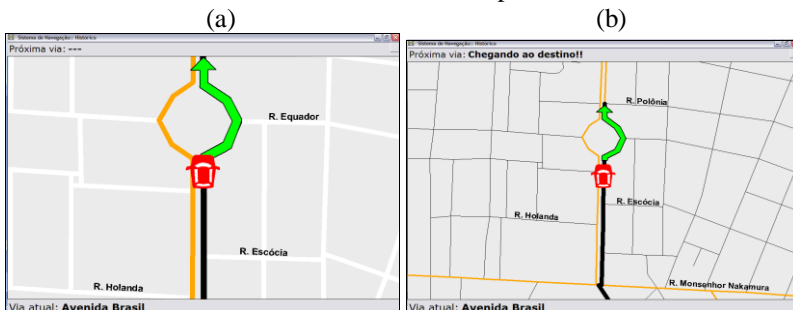 (a)
(b)
Sistema de Navegação:: Histórico
Próxima via: ---
R. Equador
R. Escócia
R. Holanda
Via atual: Avenida Brasil
Sistema de Navegação:: Histórico
Próxima via: Chegando ao destino!!
R. Polônia
R. Escócia
R. Holanda
R. Monsenhor Nakamura
Via atual: Avenida Brasil